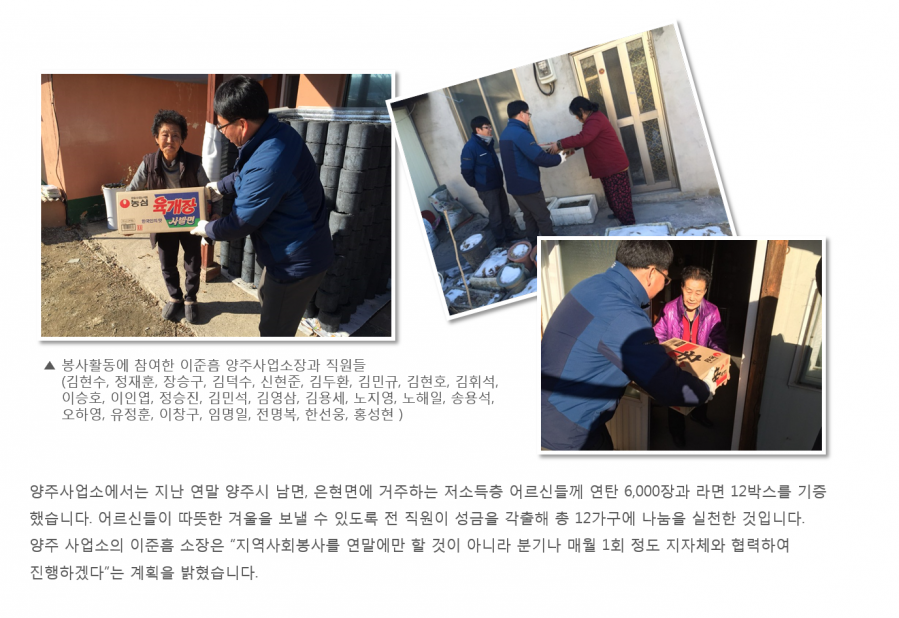 농심
육개장
사발면
▲ 봉사활동에 참여한 이준흠 양주사업소장과 직원들
(김현수, 정재훈, 장승구, 김덕수, 신현준, 김두환, 김민규, 김현호, 김휘석,
이승호, 이인엽, 정승진, 김민석, 김영삼, 김용세, 노지영, 노해일, 송용석,
오하영, 유정훈, 이창구, 임명일, 전명복, 한선웅, 홍성현 )
양주사업소에서는 지난 연말 양주시 남면, 은현면에 거주하는 저소득층 어르신들께 연탄 6,000장과 라면 12박스를 기증
했습니다. 어르신들이 따뜻한 겨울을 보낼 수 있도록 전 직원이 성금을 각출해 총 12가구에 나눔을 실천한 것입니다.
양주 사업소의 이준흠 소장은 “지역사회봉사를 연말에만 할 것이 아니라 분기나 매월 1회 정도 지자체와 협력하여
진행하겠다”는 계획을 밝혔습니다.